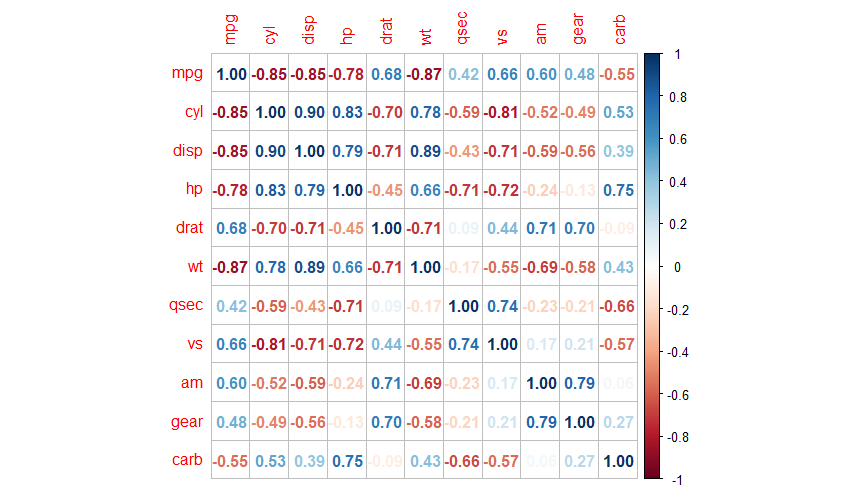 mpg cyl disp hp drat wt qsec vs am gear carb
mpg 1.00 -0.85 -0.85 -0.78 0.68 -0.87 0.42 0.66 0.60 0.48 -0.55
cyl -0.85 1.00 0.90 0.83 -0.70 0.78 -0.59 -0.81 -0.52 -0.49 0.53
disp -0.85 0.90 1.00 0.79 -0.71 0.89 -0.43 -0.71 -0.59 -0.56 0.39
hp -0.78 0.83 0.79 1.00 -0.45 0.66 -0.71 -0.72 -0.24 -0.13 0.75
drat 0.68 -0.70 -0.71 -0.45 1.00 -0.71 0.09 0.44 0.71 0.70 -0.09
wt -0.87 0.78 0.89 0.66 -0.71 1.00 -0.17 -0.55 -0.69 -0.58 0.43
qsec 0.42 -0.59 -0.43 -0.71 0.09 -0.17 1.00 0.74 -0.23 -0.21 -0.66
vs 0.66 -0.81 -0.71 -0.72 0.44 -0.55 0.74 1.00 0.17 0.21 -0.57
am 0.60 -0.52 -0.59 -0.24 0.71 -0.69 -0.23 0.17 1.00 0.79 0.06
gear 0.48 -0.49 -0.56 -0.13 0.70 -0.58 -0.21 0.21 0.79 1.00 0.27
carb -0.55 0.53 0.39 0.75 -0.09 0.43 -0.66 -0.57 0.06 0.27 1.00
1
0.8
0.6
0.4
0.2
0
-0.2
-0.4
-0.6
-0.8
-1